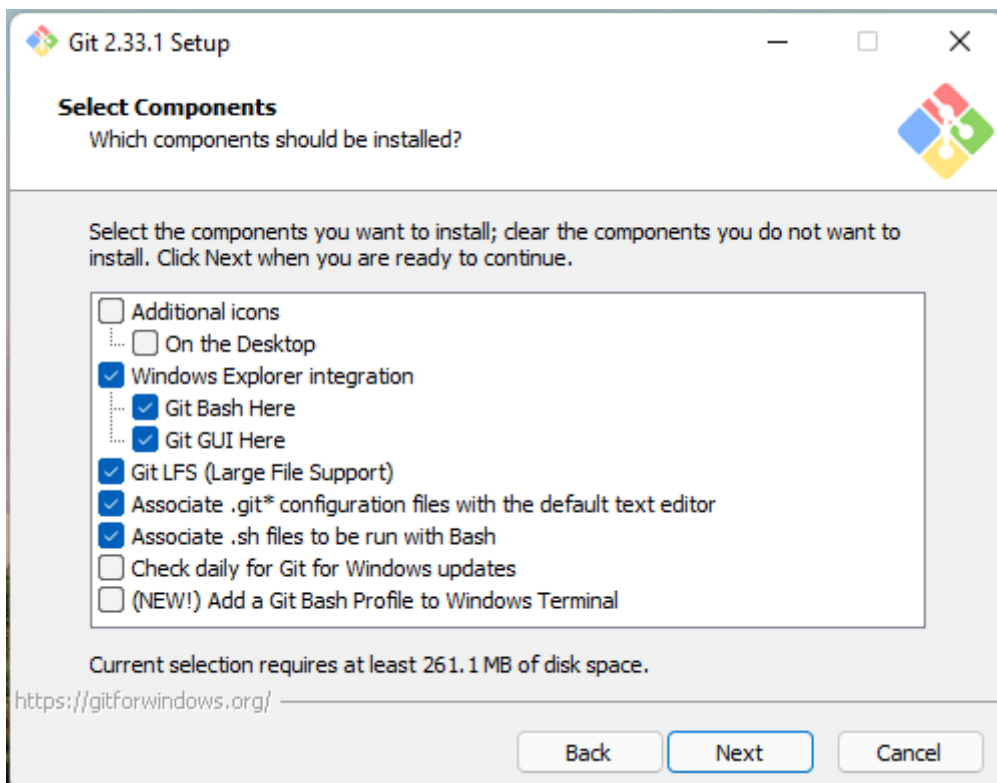 Git 2.33.1 Setup
Select Components
Which components should be installed?
Select the components you want to install; clear the components you do not want to
install. Click Next when you are ready to continue.
Additional icons
On the Desktop
Windows Explorer integration
Git Bash Here
Git GUI Here
Git LFS (Large File Support)
Associate .git* configuration files with the default text editor
Associate .sh files to be run with Bash
Check daily for Git for Windows updates
(NEW!) Add a Git Bash Profile to Windows Terminal
Current selection requires at least 261.1 MB of disk space.
https://gitforwindows.org/
Back
Next
Cancel